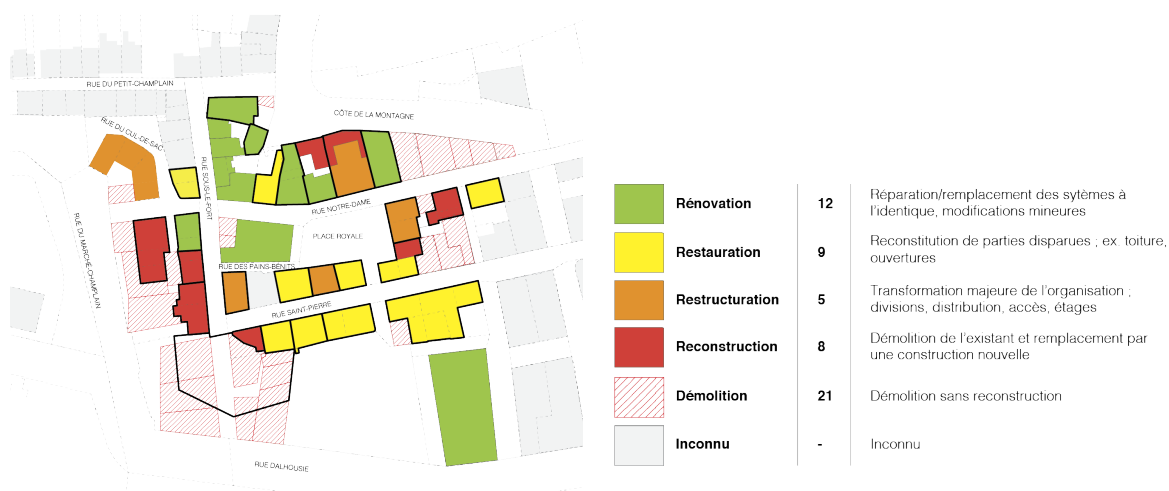 RUE DU PETIT-CHAMPLAIN
CÔTE DE LA MONTAGNE
RUE DU CUL-DE-SAC
RUE SOUS-LE-FORT
RUE NOTRE-DAME
RUE DU MARCHÉ-CHAMPLAIN
PLACE ROYALE
RUE DES PAINS-BÉNITS
RUE SAINT-PIERRE
RUE DALHOUSIE
Rénovation 12 Réparation/remplacement des sytèmes à
l'identique, modifications mineures
Restauration 9 Reconstitution de parties disparues ; ex. toiture,
ouvertures
Restructuration 5 Transformation majeure de l'organisation ;
divisions, distribution, accès, étages
Reconstruction 8 Démolition de l'existant et remplacement par
une construction nouvelle
Démolition 21 Démolition sans reconstruction
Inconnu - Inconnu